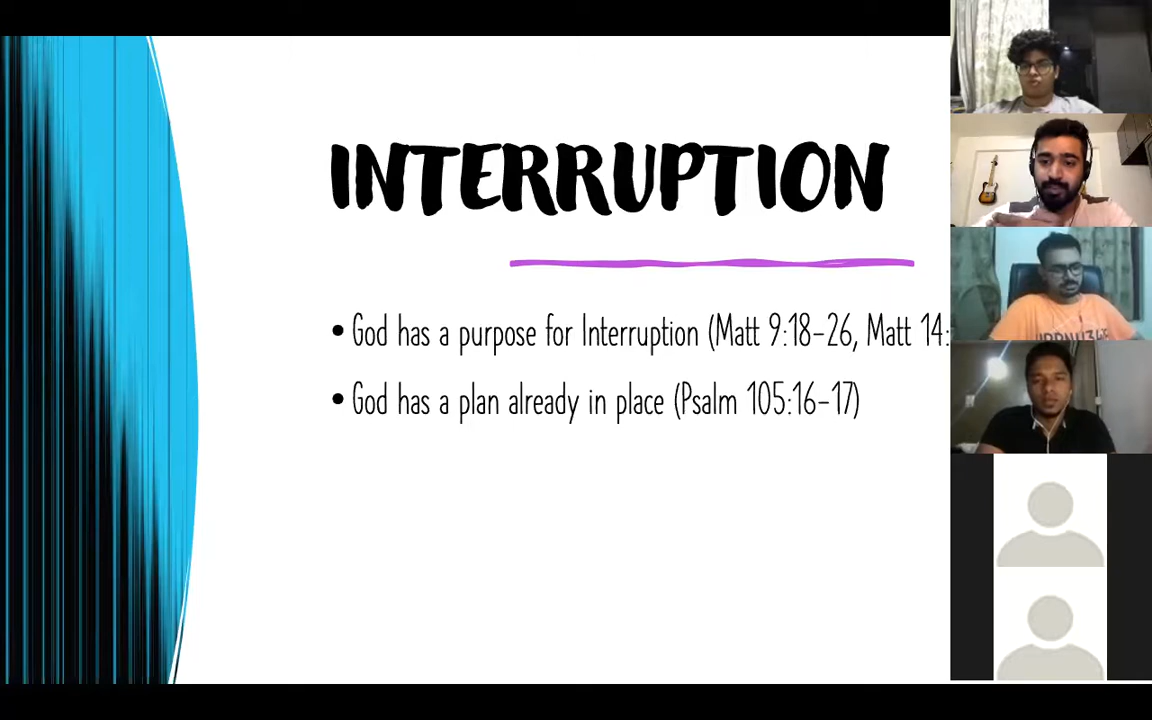 INTERRUPTION
• God has a purpose for Interruption (Matt 9:18-26, Matt 14:
• God has a plan already in place (Psalm 105:16-17)